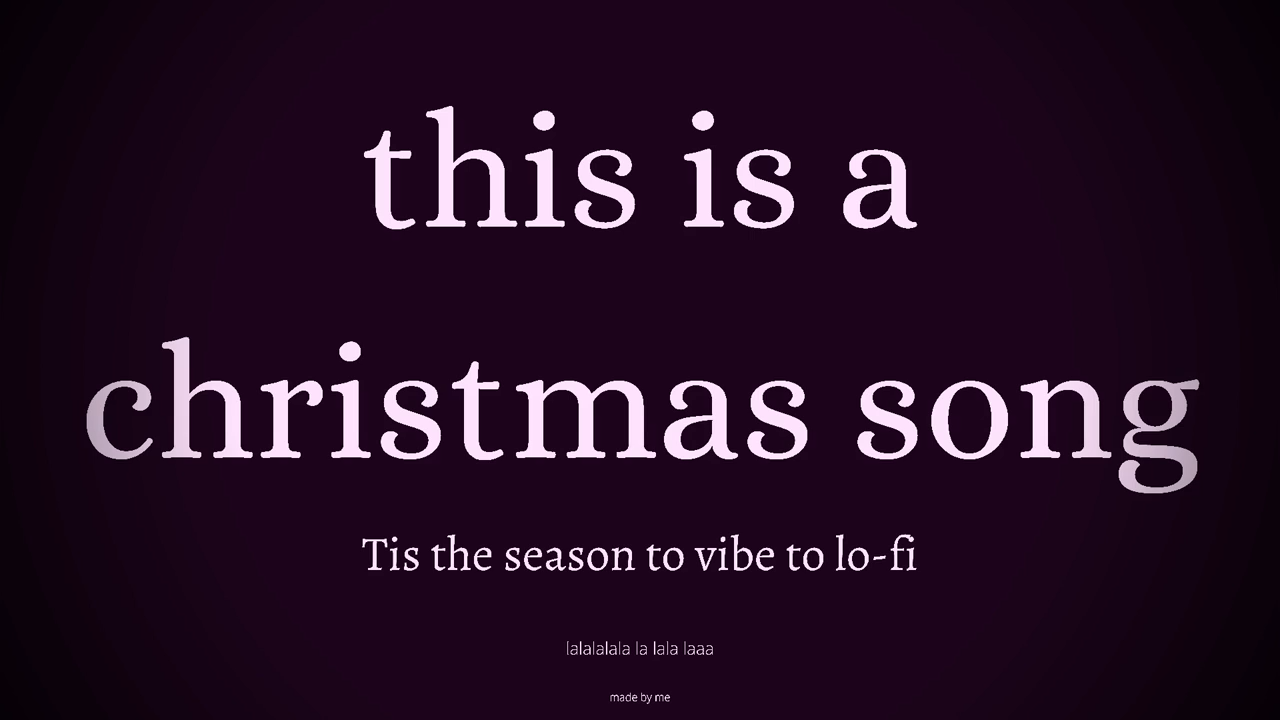 this is a
christmas song
Tis the season to vibe to lo-fi
lalalalala la lala laaa
made by me